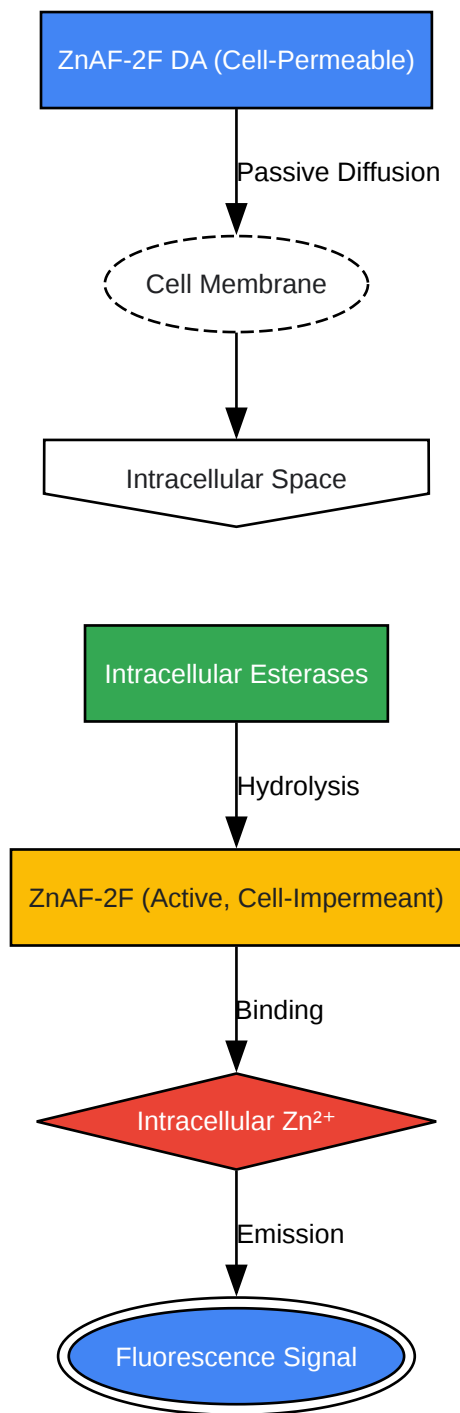 ZnAF-2F DA (Cell-Permeable)
Passive Diffusion
Cell Membrane
Intracellular Space
Intracellular Esterases
Hydrolysis
ZnAF-2F (Active, Cell-Impermeant)
Binding
Intracellular Zn²⁺
Emission
Fluorescence Signal